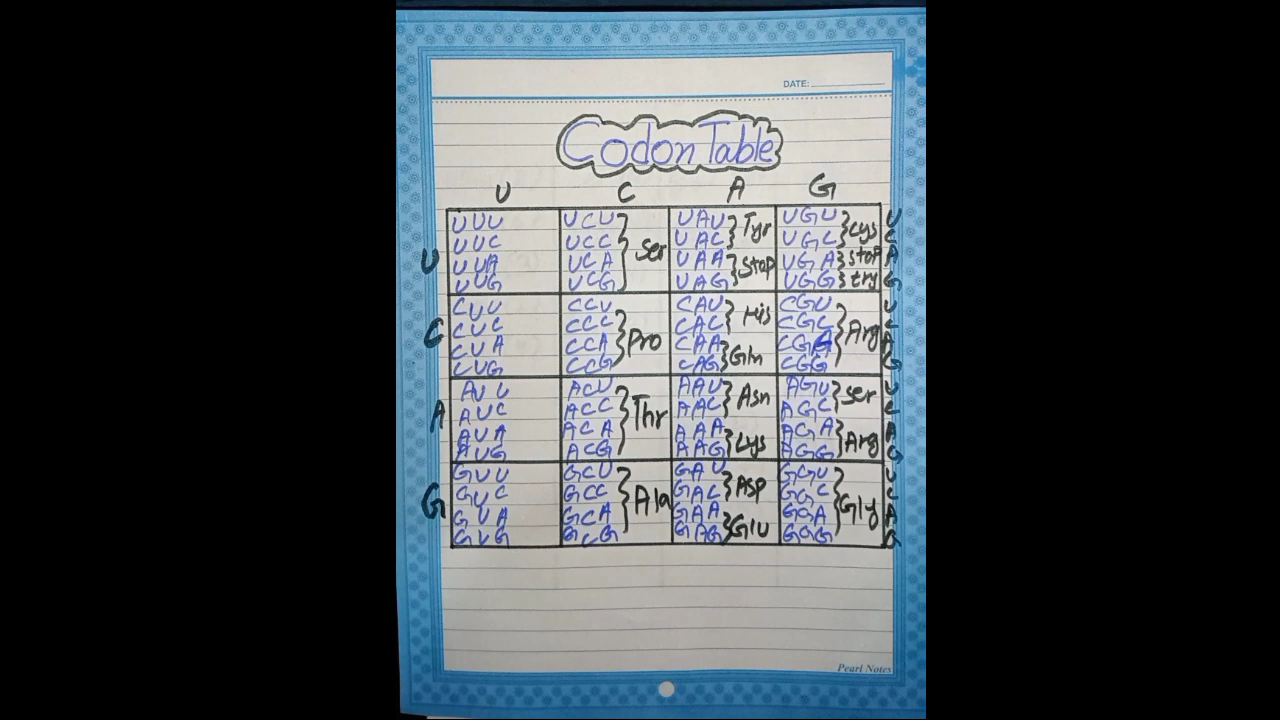 DATE:
Codon Table
U C A G
UUU UCU UAU UGU U
UUC UCC UAC Tyr UGC Cys C
U UUA UCA Ser UAA UGA Stop A
UUG UCG UAG Stop UGG try G
CUU CCU CAU CGU U
CUC CCC CAC His CGC C
C CUA CCA Pro CAA CGA Arg A
CUG CCG CAG Gln CGG G
AUU ACU AAU AGU U
AUC ACC AAC Asn AGC Ser C
A AUA ACA Thr AAA AGA A
AUG ACG AAG Lys AGG Arg G
GUU GCU GAU GGU U
GUC GCC GAC Asp GGC C
G GUA GCA Ala GAA GGA Gly A
GUG GCG GAG Glu GGG G
Pearl Notes